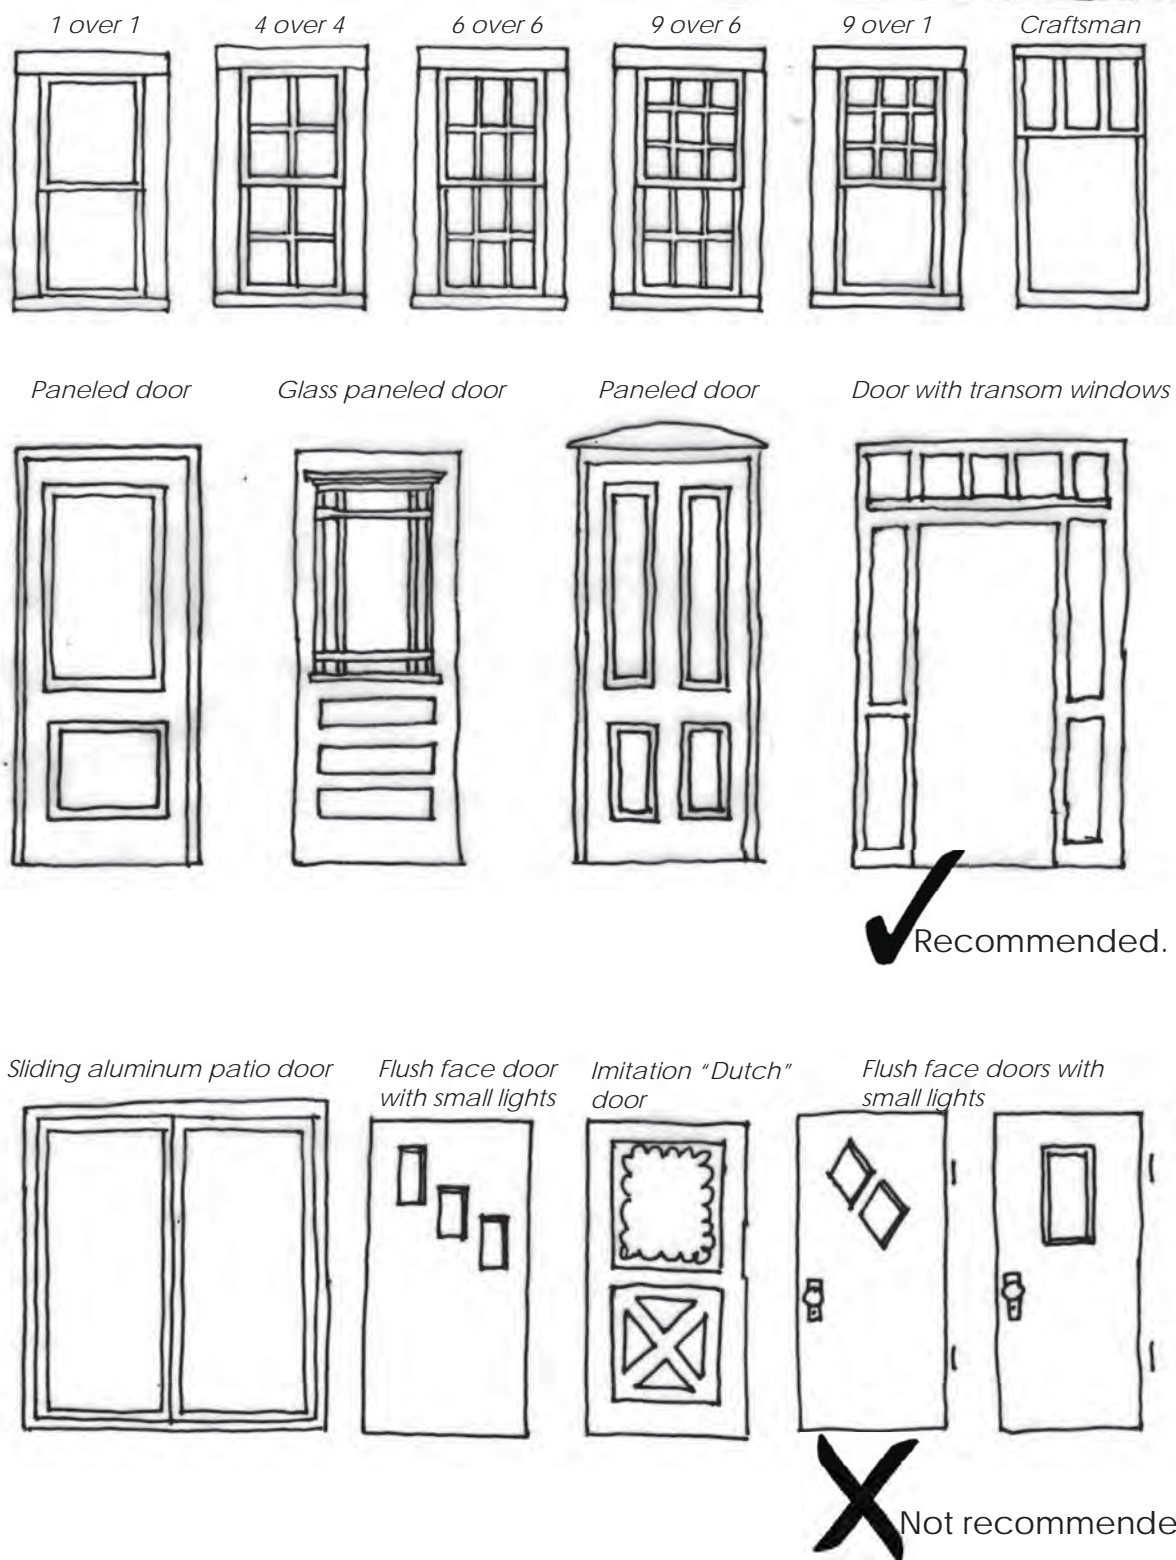 1 over 1
4 over 4
6 over 6
9 over 6
9 over 1
Craftsman
Paneled door
Glass paneled door
Paneled door
Door with transom windows
Recommended.
Sliding aluminum patio door
Flush face door
with small lights
Imitation “Dutch”
door
Flush face doors with
small lights
Not recommende